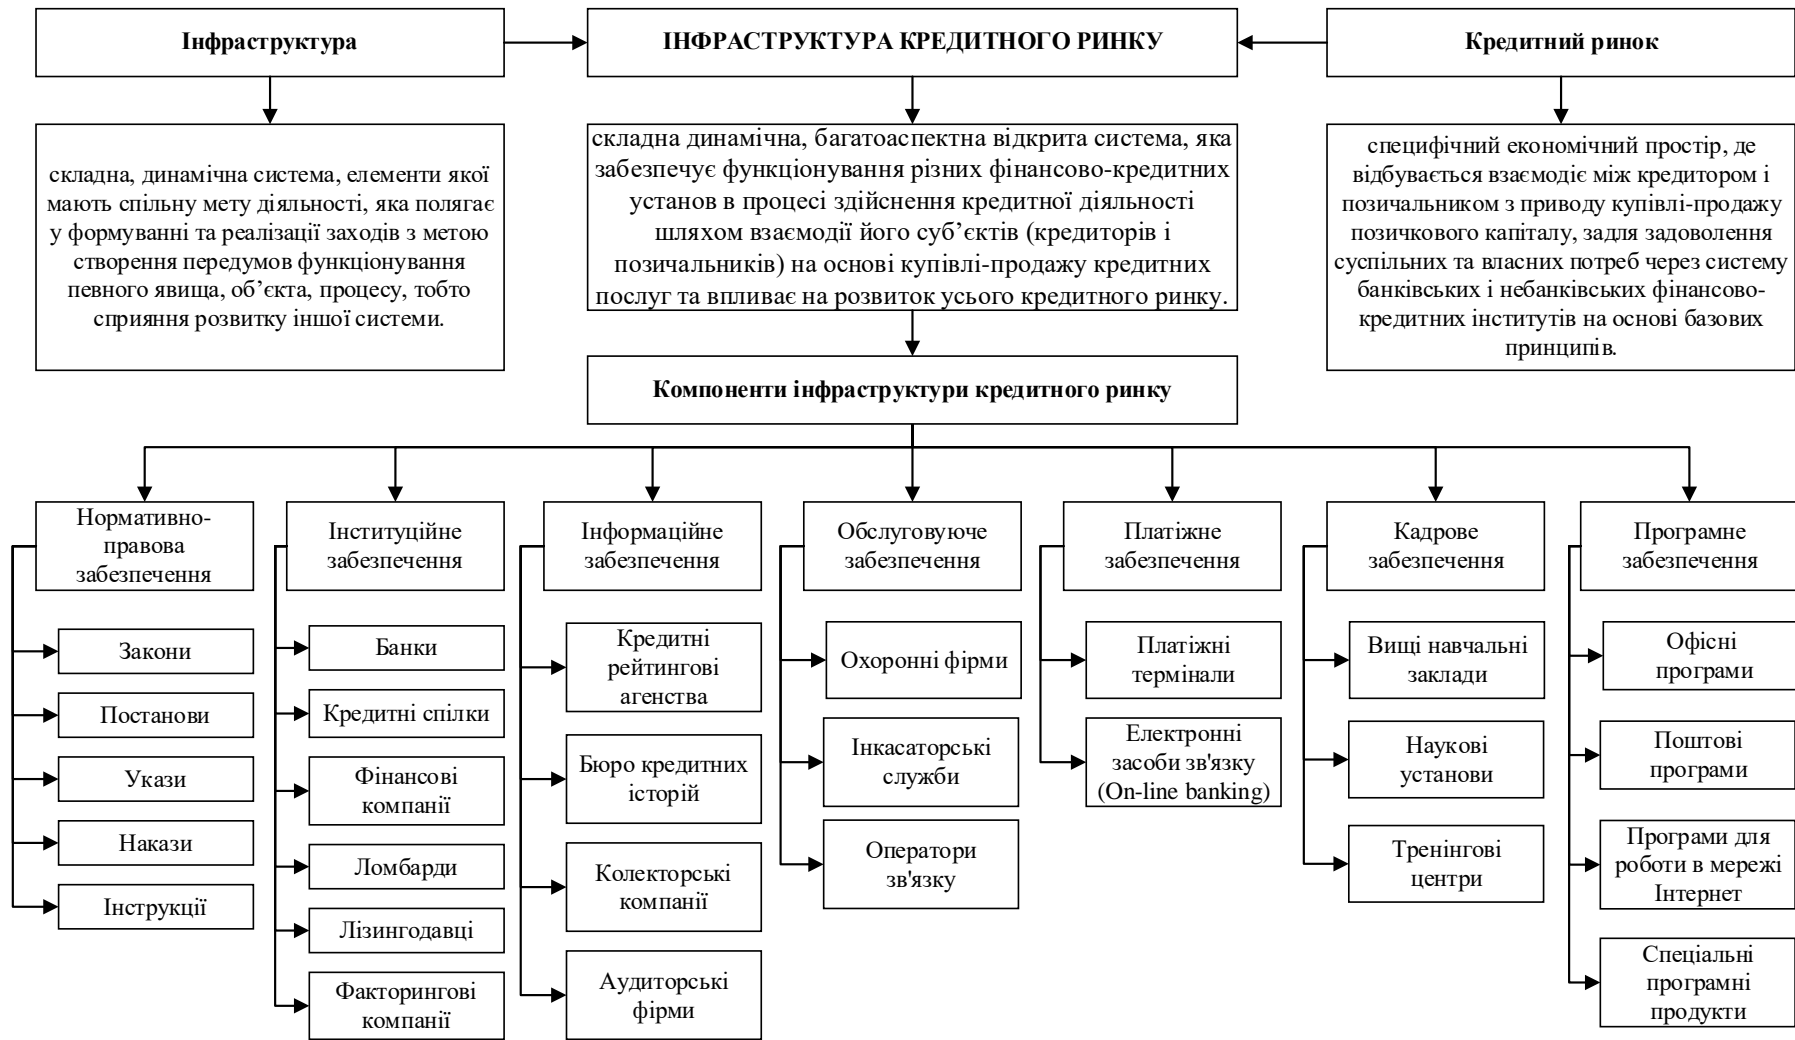 Інфраструктура
ІНФРАСТРУКТУРА КРЕДИТНОГО РИНКУ
Кредитний ринок
складна, динамічна система, елементи якої
мають спільну мету діяльності, яка полягає
у формуванні та реалізації заходів з метою
створення передумов функціонування
певного явища, об’єкта, процесу, тобто
сприяння розвитку іншої системи.
складна динамічна, багатоаспектна відкрита система, яка
забезпечує функціонування різних фінансово-кредитних
установ в процесі здійснення кредитної діяльності
шляхом взаємодії його суб’єктів (кредиторів і
позичальників) на основі купівлі-продажу кредитних
послуг та впливає на розвиток усього кредитного ринку.
специфічний економічний простір, де
відбувається взаємодіє між кредитором і
позичальником з приводу купівлі-продажу
позичкового капіталу, задля задоволення
суспільних та власних потреб через систему
банківських і небанківських фінансово-
кредитних інститутів на основі базових
принципів.
Компоненти інфраструктури кредитного ринку
Нормативно-
правова
забезпечення
Закони
Постанови
Укази
Накази
Інструкції
Інституційне
забезпечення
Банки
Кредитні спілки
Фінансові
компанії
Ломбарди
Лізингодавці
Факторингові
компанії
Інформаційне
забезпечення
Кредитні
рейтингові
агенства
Бюро кредитних
історій
Колекторські
компанії
Аудиторські
фірми
Обслуговуюче
забезпечення
Охоронні фірми
Інкасаторські
служби
Оператори
зв'язку
Платіжне
забезпечення
Платіжні
термінали
Електронні
засоби зв'язку
(On-line banking)
Кадрове
забезпечення
Вищі навчальні
заклади
Наукові
установи
Тренінгові
центри
Програмне
забезпечення
Офісні
програми
Поштові
програми
Програми для
роботи в мережі
Інтернет
Спеціальні
програмні
продукти